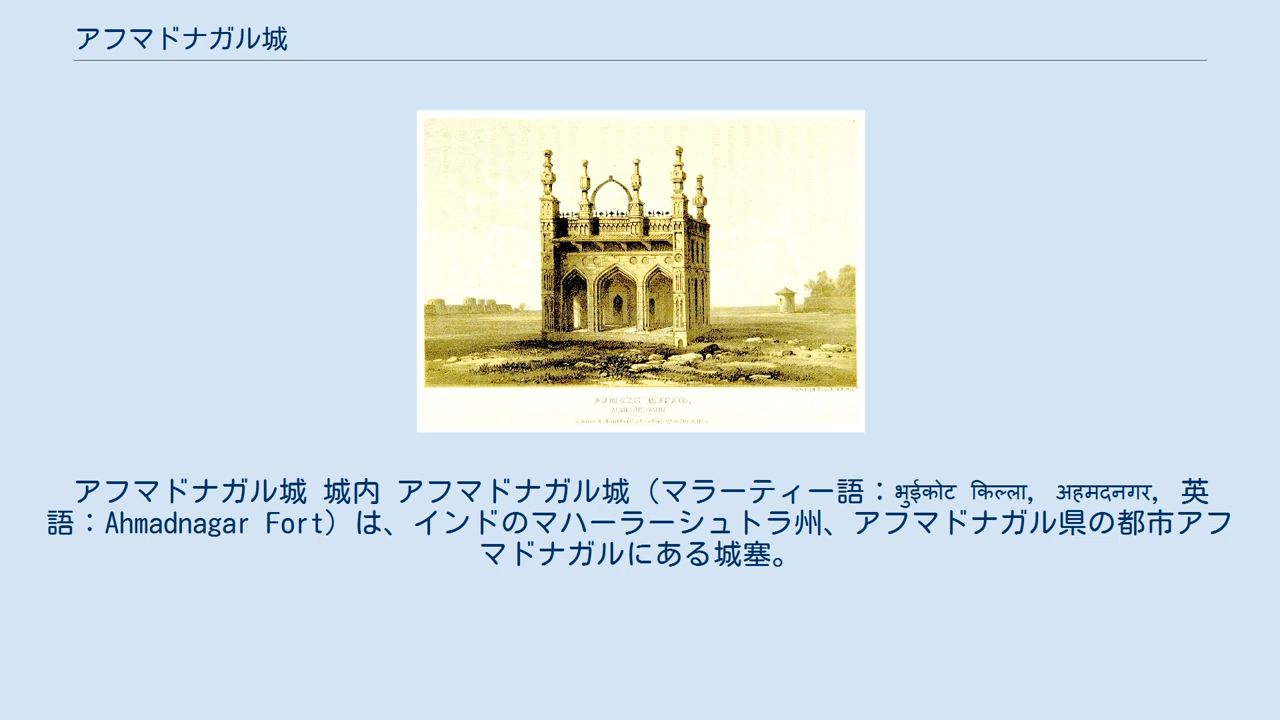 アフマドナガル城
アフマドナガル城 城内 アフマドナガル城（マラーティー語：भुईकोट किल्ला, अहमदनगर, 英
語：Ahmadnagar Fort）は、インドのマハーラーシュトラ州、アフマドナガル県の都市アフ
マドナガルにある城塞。